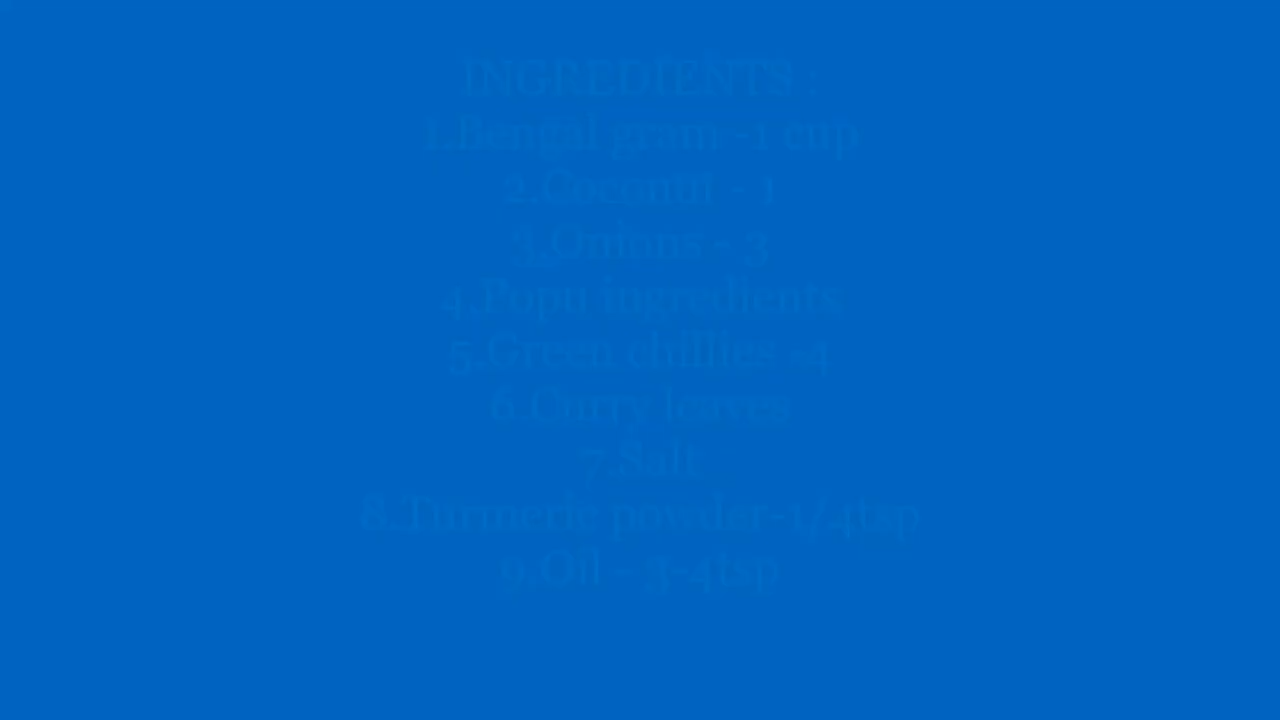 INGREDIENTS :
1.Bengal gram -1 cup
2.Coconut - 1
3.Onions - 3
4.Popu ingredients
5.Green chillies -4
6.Curry leaves
7.Salt
8.Turmeric powder-1/4tsp
9.Oil - 3-4tsp